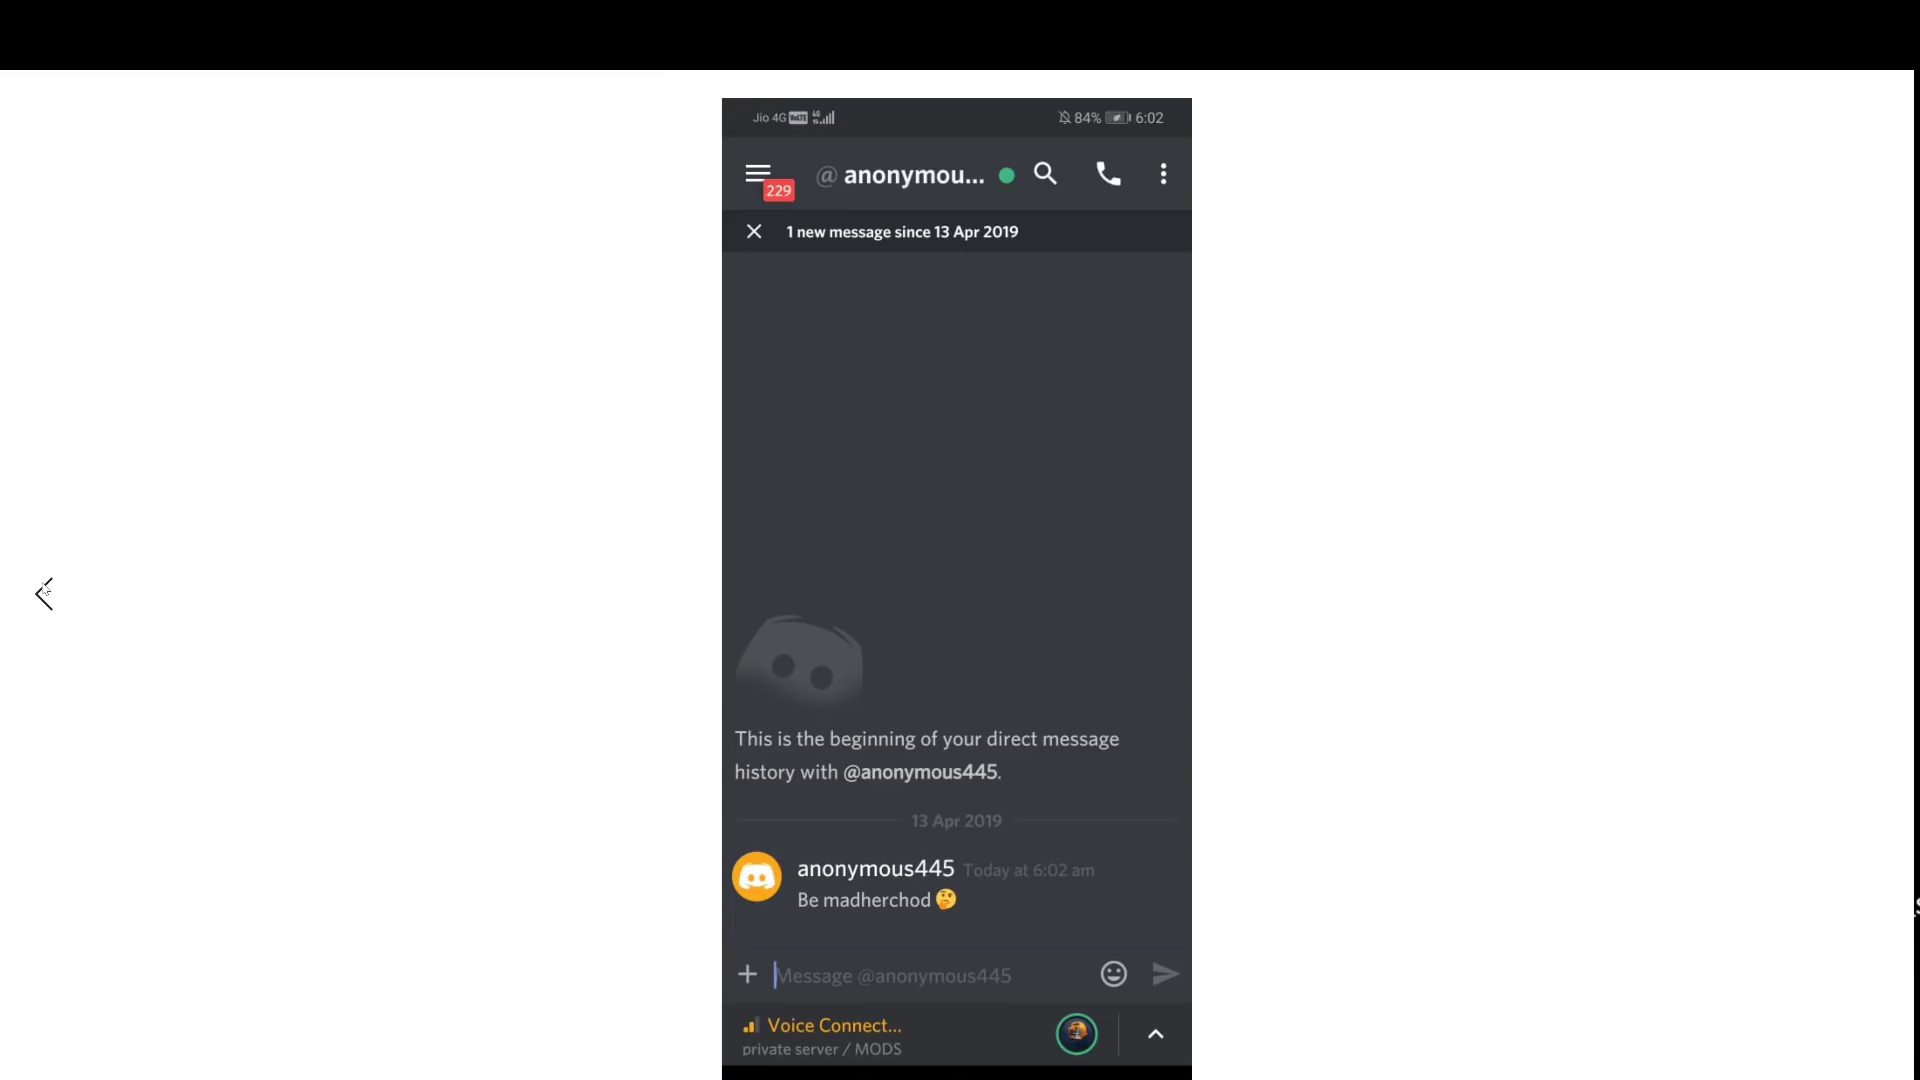 Jio 4G VoLTE 4G 84% 6:02
229 @ anonymou...
1 new message since 13 Apr 2019
This is the beginning of your direct message
history with @anonymous445.
13 Apr 2019
anonymous445 Today at 6:02 am
Be madherchod 🤔
Message @anonymous445
Voice Connect...
private server / MODS